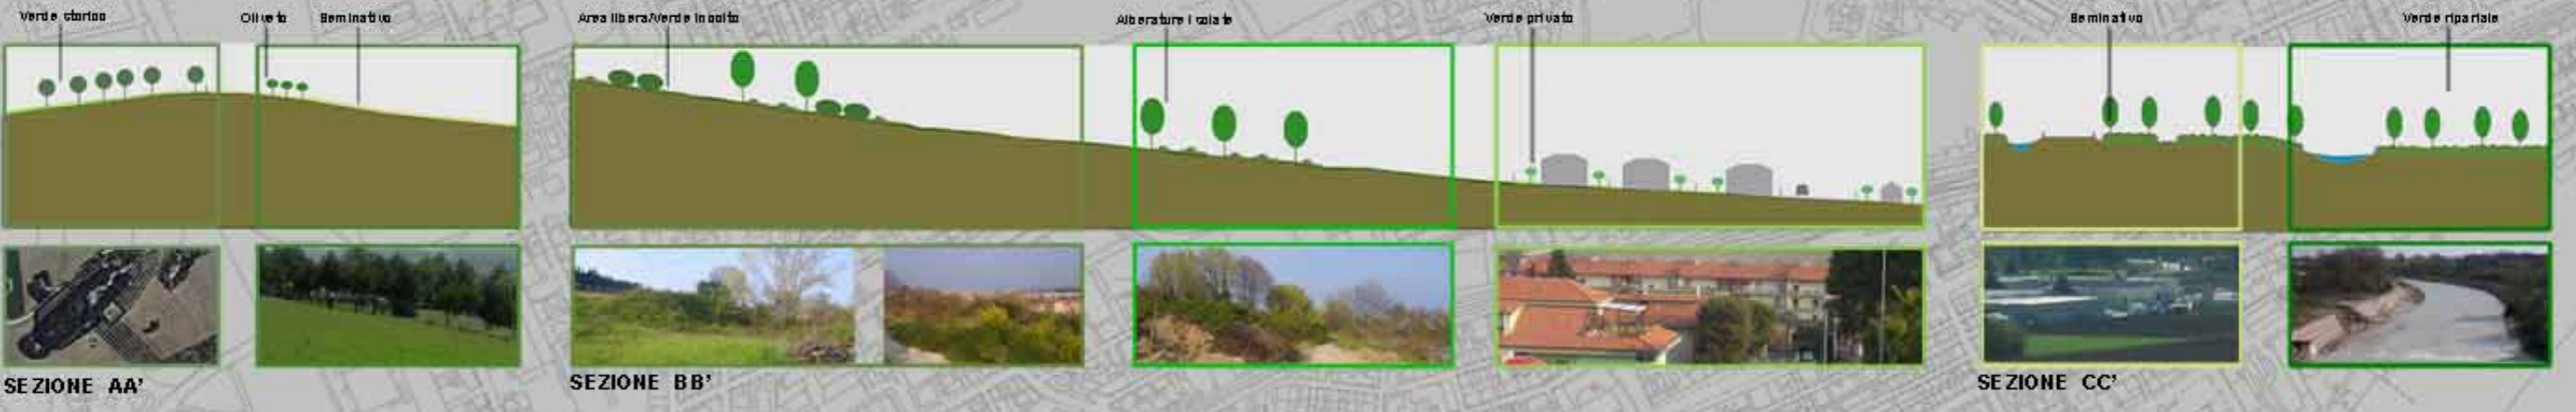 Verde storico
Oliveto
Seminativo
Area libera/Verde incolto
Alberature isolate
Verde privato
Seminativo
Verde ripariale
SEZIONE AA'
SEZIONE BB'
SEZIONE CC'